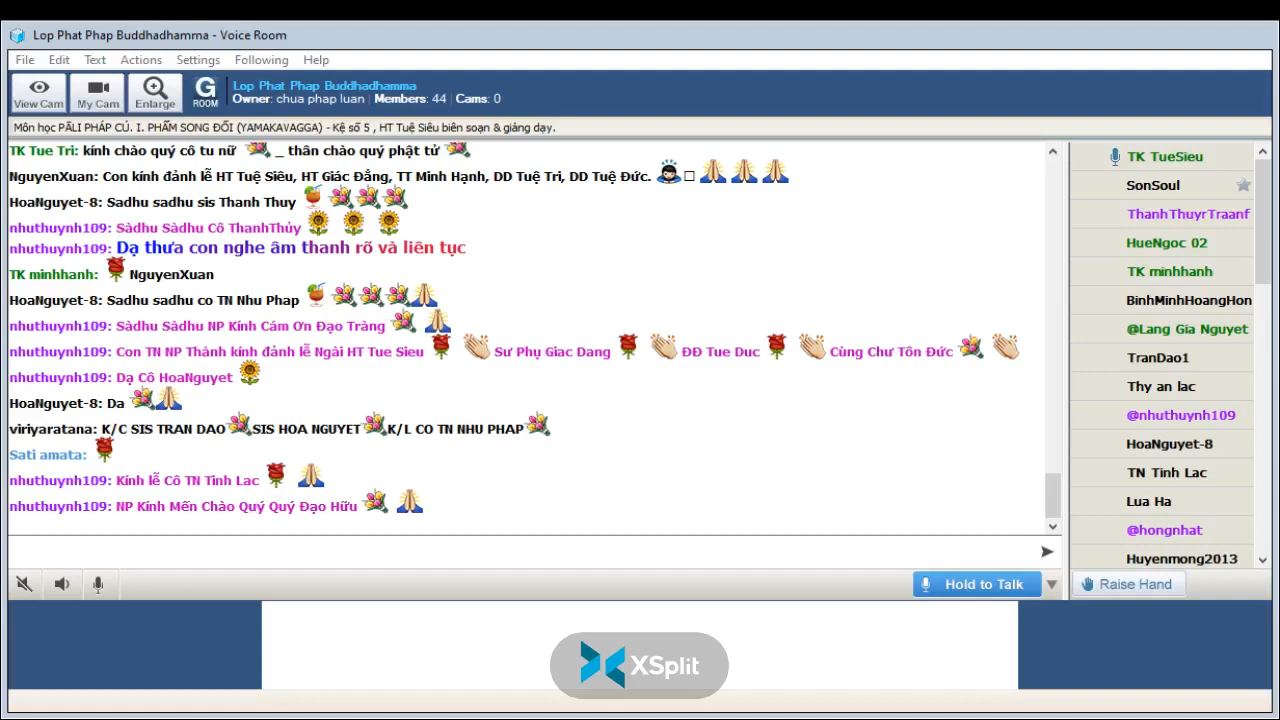 Lop Phat Phap Buddhadhamma - Voice Room
File Edit Text Actions Settings Following Help
View Cam My Cam Enlarge G ROOM
Lop Phat Phap Buddhadhamma
Owner: chua phap luan | Members: 44 | Cams: 0
Môn học PĀLI PHÁP CÚ. I. PHẨM SONG ĐỐI (YAMAKAVAGGA) - Kệ số 5 , HT Tuệ Siêu biên soạn & giảng dạy.
TK Tue Tri: kính chào quý cô tu nữ _ thân chào quý phật tử
NguyenXuan: Con kính đảnh lễ HT Tuệ Siêu, HT Giác Đẳng, TT Minh Hạnh, DD Tuệ Tri, DD Tuệ Đức.
HoaNguyet-8: Sadhu sadhu sis Thanh Thuy
nhuthuynh109: Sàdhu Sàdhu Cô ThanhThủy
nhuthuynh109: Dạ thưa con nghe âm thanh rõ và liên tục
TK minhhanh: NguyenXuan
HoaNguyet-8: Sadhu sadhu co TN Nhu Phap
nhuthuynh109: Sàdhu Sàdhu NP Kính Cám Ơn Đạo Tràng
nhuthuynh109: Con TN NP Thành kính đảnh lễ Ngài HT Tue Sieu Sư Phụ Giac Dang ĐĐ Tue Duc Cùng Chư Tôn Đức
nhuthuynh109: Dạ Cô HoaNguyet
HoaNguyet-8: Da
viriyaratana: K/C SIS TRAN DAO SIS HOA NGUYET K/L CO TN NHU PHAP
Sati amata:
nhuthuynh109: Kính lễ Cô TN Tinh Lac
nhuthuynh109: NP Kính Mến Chào Quý Quý Đạo Hữu
TK TueSieu
SonSoul
ThanhThuyrTraanf
HueNgoc 02
TK minhhanh
BinhMinhHoangHon
@Lang Gia Nguyet
TranDao1
Thy an lac
@nhuthuynh109
HoaNguyet-8
TN Tinh Lac
Lua Ha
@hongnhat
Huyenmong2013
Hold to Talk
Raise Hand
XSplit